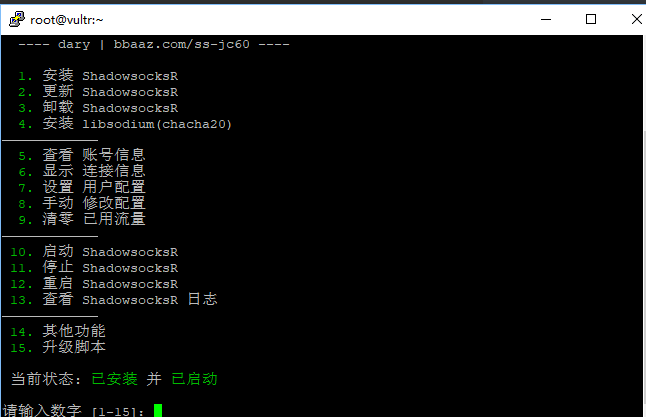 root@vultr:~
---- dary | bbaaz.com/ss-jc60 ----
1. 安装 ShadowsocksR
2. 更新 ShadowsocksR
3. 卸载 ShadowsocksR
4. 安装 libsodium(chacha20)
5. 查看 账号信息
6. 显示 连接信息
7. 设置 用户配置
8. 手动 修改配置
9. 清零 已用流量
10. 启动 ShadowsocksR
11. 停止 ShadowsocksR
12. 重启 ShadowsocksR
13. 查看 ShadowsocksR 日志
14. 其他功能
15. 升级脚本
当前状态: 已安装 并 已启动
请输入数字 [1-15]: